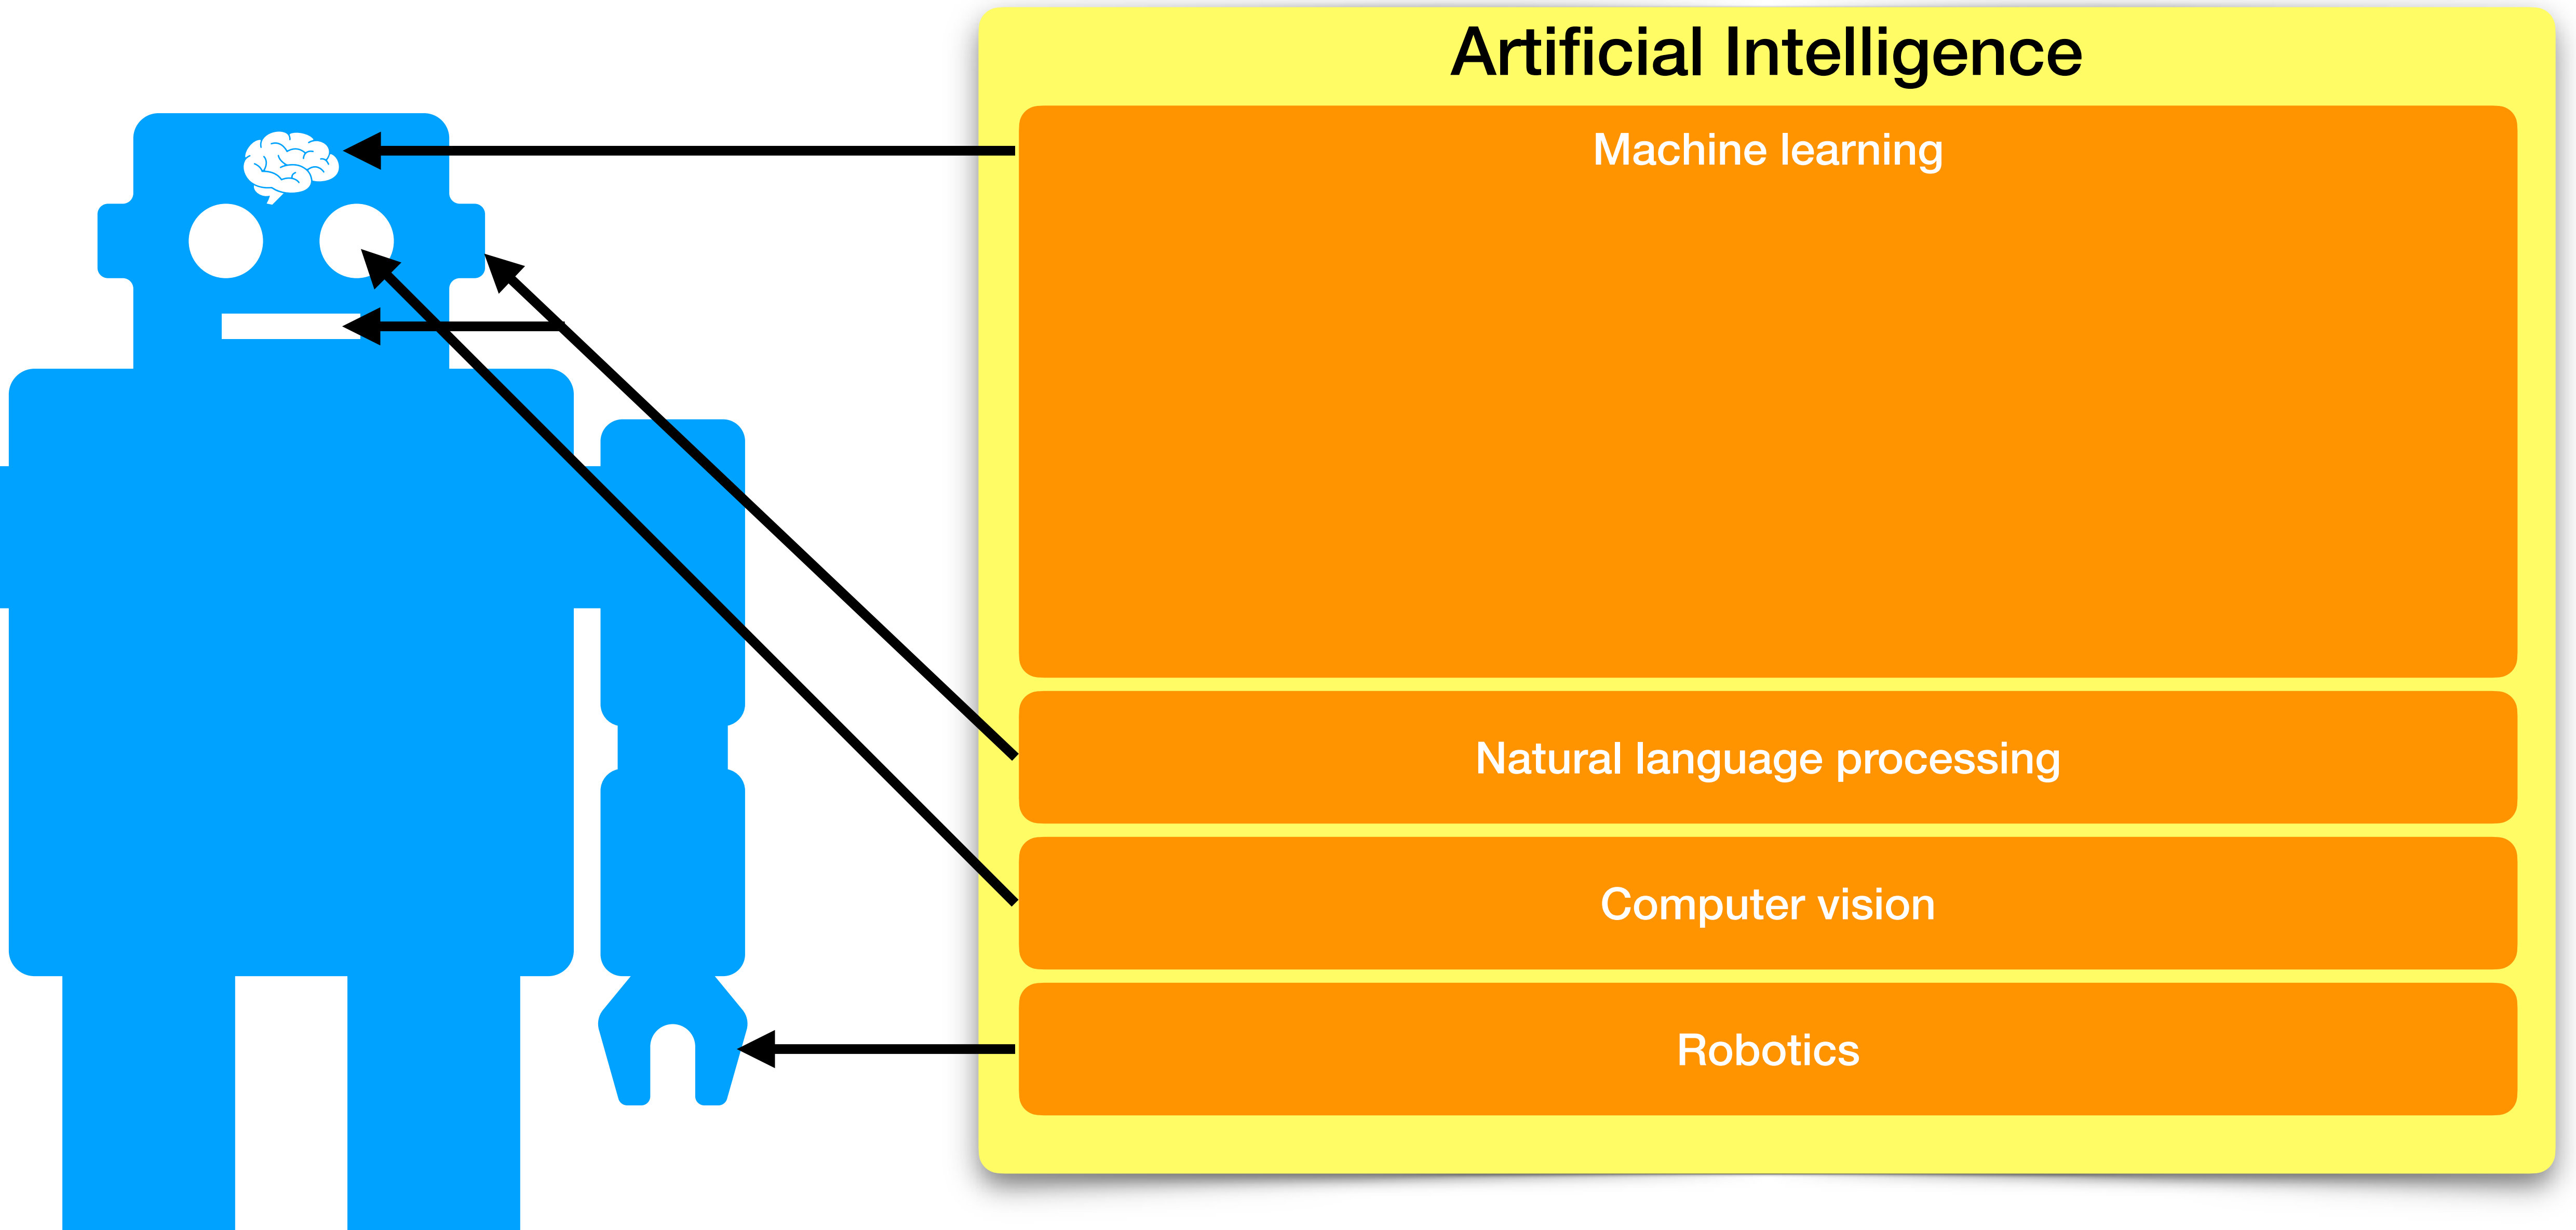 Artificial Intelligence
Machine learning
Natural language processing
Computer vision
Robotics